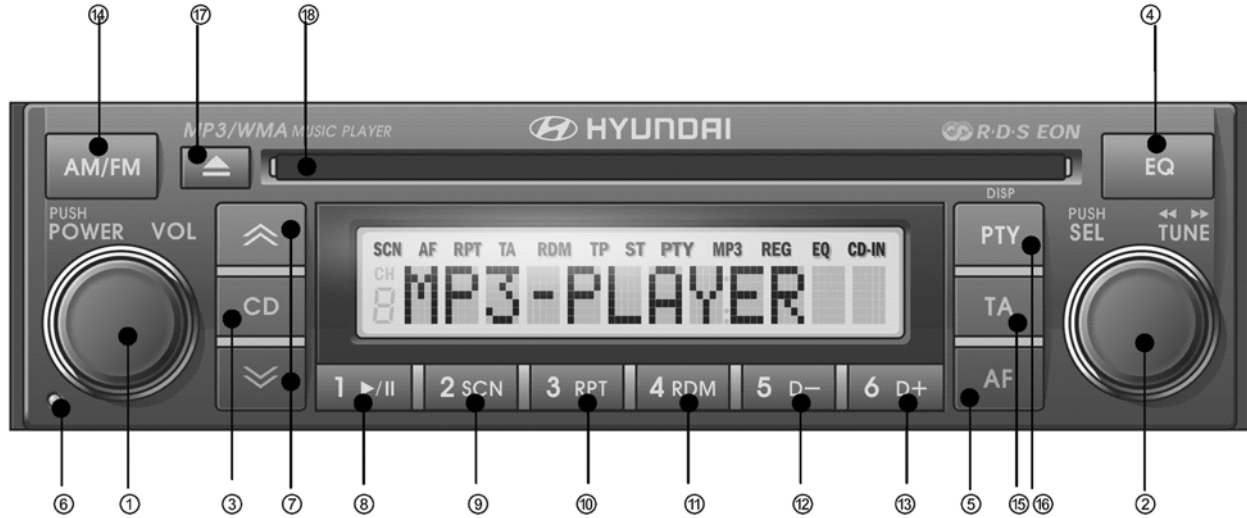 ⑭ ⑰ ⑱ ④
MP3/WMA MUSIC PLAYER HYUNDAI R·D·S EON
AM/FM EQ
DISP
PUSH
POWER VOL
PTY
PUSH
SEL TUNE
SCN AF RPT TA RDM TP ST PTY MP3 REG EQ CD-IN
CH
8 MP3-PLAYER
CD TA
1 ▶/II 2 SCN 3 RPT 4 RDM 5 D− 6 D+ AF
⑥ ① ③ ⑦ ⑧ ⑨ ⑩ ⑪ ⑫ ⑬ ⑤ ⑮ ⑯ ②